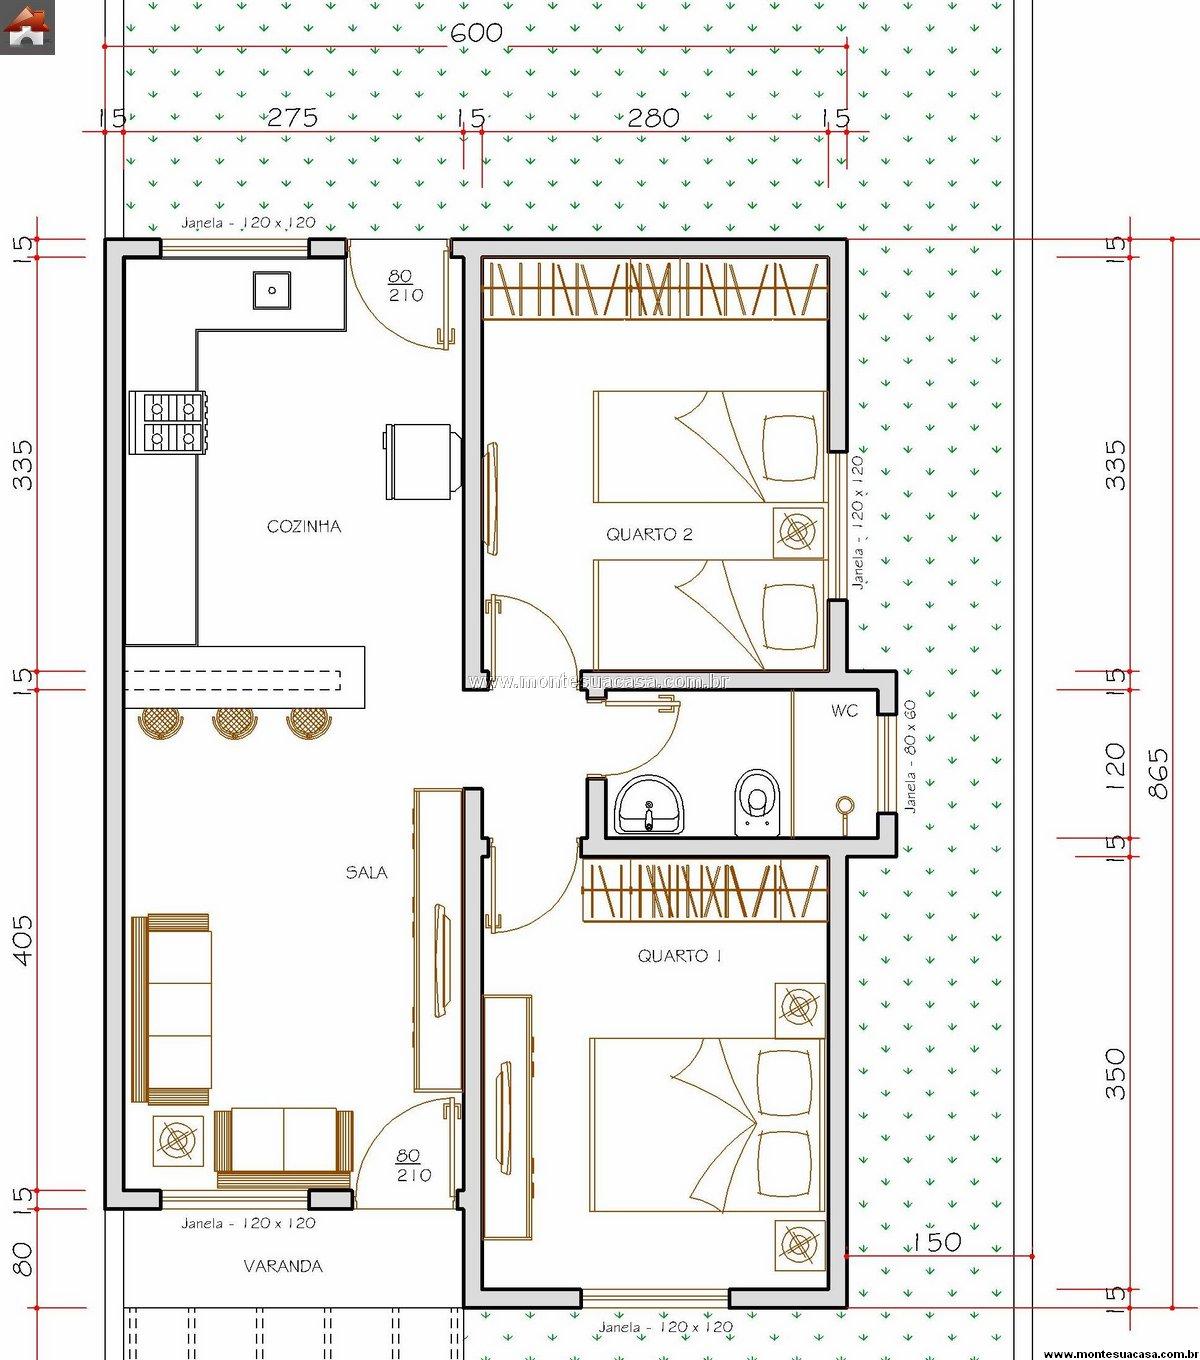 600
15 275 15 280 15
Janela - 120 x 120
15
15
80
210
335
335
865
COZINHA
QUARTO 2
Janela - 120 x 120
www.montesuacasa.com.br
15
15
WC
Janela - 80 x 60
120
15
SALA
405
QUARTO 1
350
80
210
15
Janela - 120 x 120
80
VARANDA
150
15
Janela - 120 x 120
www.montesuacasa.com.br